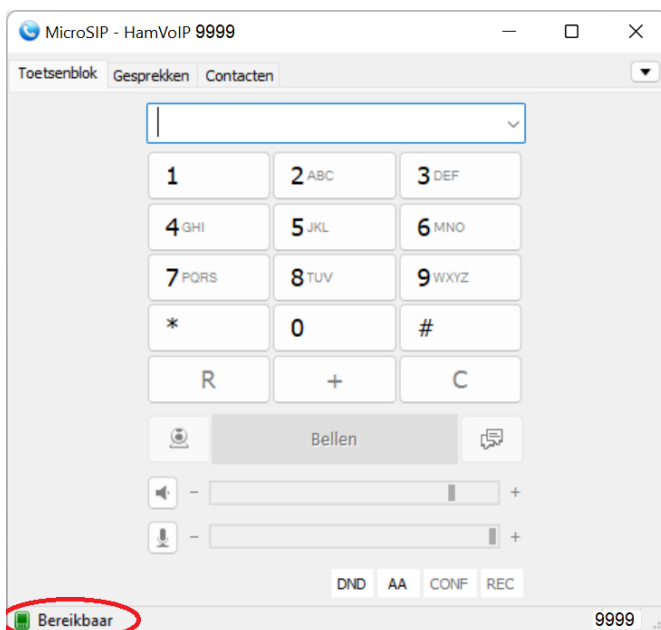 MicroSIP - HamVoIP 9999
Toetsenblok Gesprekken Contacten
1 2 ABC 3 DEF
4 GHI 5 JKL 6 MNO
7 PQRS 8 TUV 9 WXYZ
* 0 #
R + C
Bellen
- +
- +
DND AA CONF REC
Bereikbaar 9999